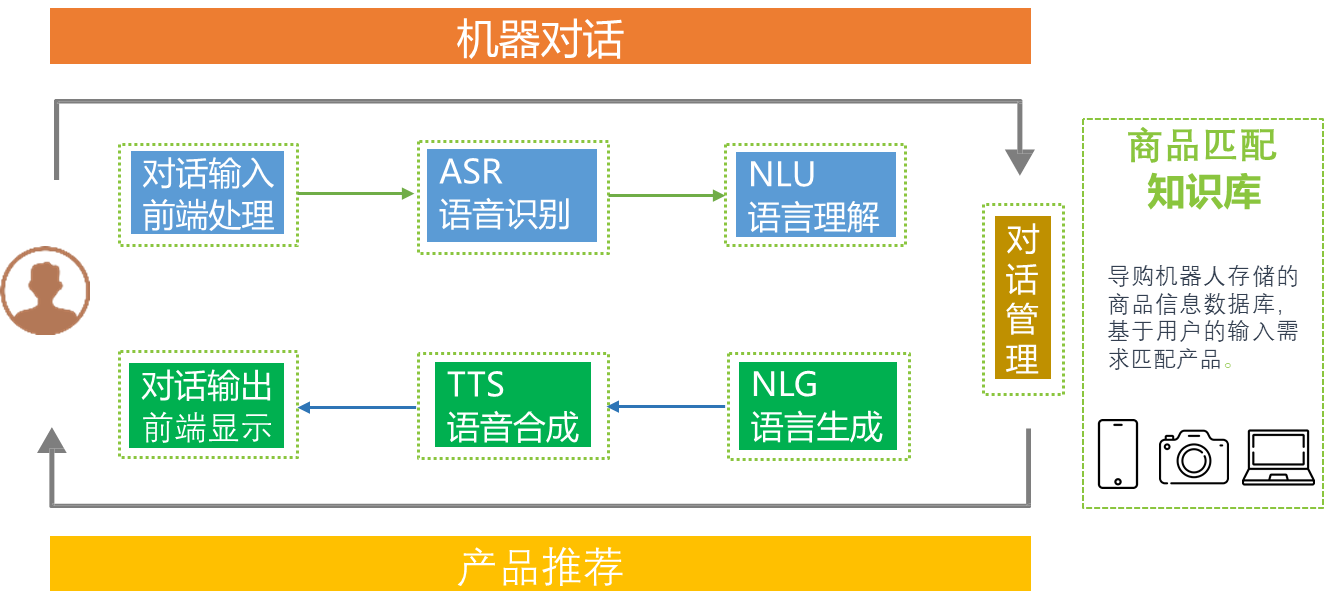 机器对话
对话输入
前端处理
ASR
语音识别
NLU
语言理解
对
话
管
理
商品匹配
知识库
导购机器人存储的
商品信息数据库,
基于用户的输入需
求匹配产品。
对话输出
前端显示
TTS
语音合成
NLG
语言生成
产品推荐